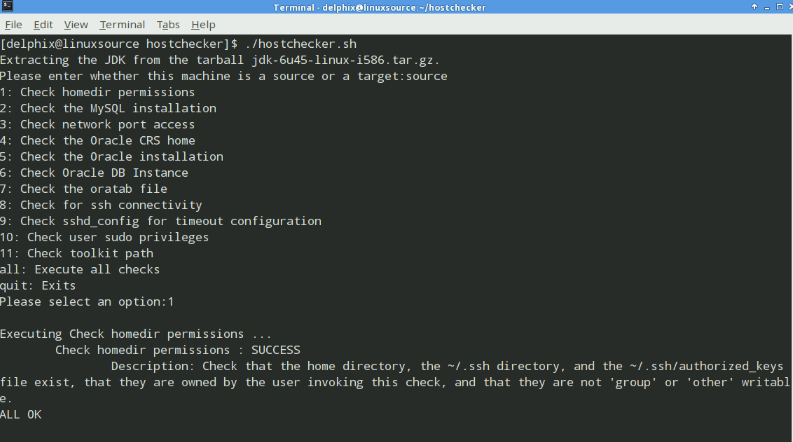 Terminal - delphix@linuxsource ~/hostchecker
File Edit View Terminal Tabs Help
[delphix@linuxsource hostchecker]$ ./hostchecker.sh
Extracting the JDK from the tarball jdk-6u45-linux-i586.tar.gz.
Please enter whether this machine is a source or a target:source
1: Check homedir permissions
2: Check the MySQL installation
3: Check network port access
4: Check the Oracle CRS home
5: Check the Oracle installation
6: Check Oracle DB Instance
7: Check the oratab file
8: Check for ssh connectivity
9: Check sshd_config for timeout configuration
10: Check user sudo privileges
11: Check toolkit path
all: Execute all checks
quit: Exits
Please select an option:1
Executing Check homedir permissions ...
Check homedir permissions : SUCCESS
Description: Check that the home directory, the ~/.ssh directory, and the ~/.ssh/authorized_keys
file exist, that they are owned by the user invoking this check, and that they are not 'group' or 'other' writabl
e.
ALL OK